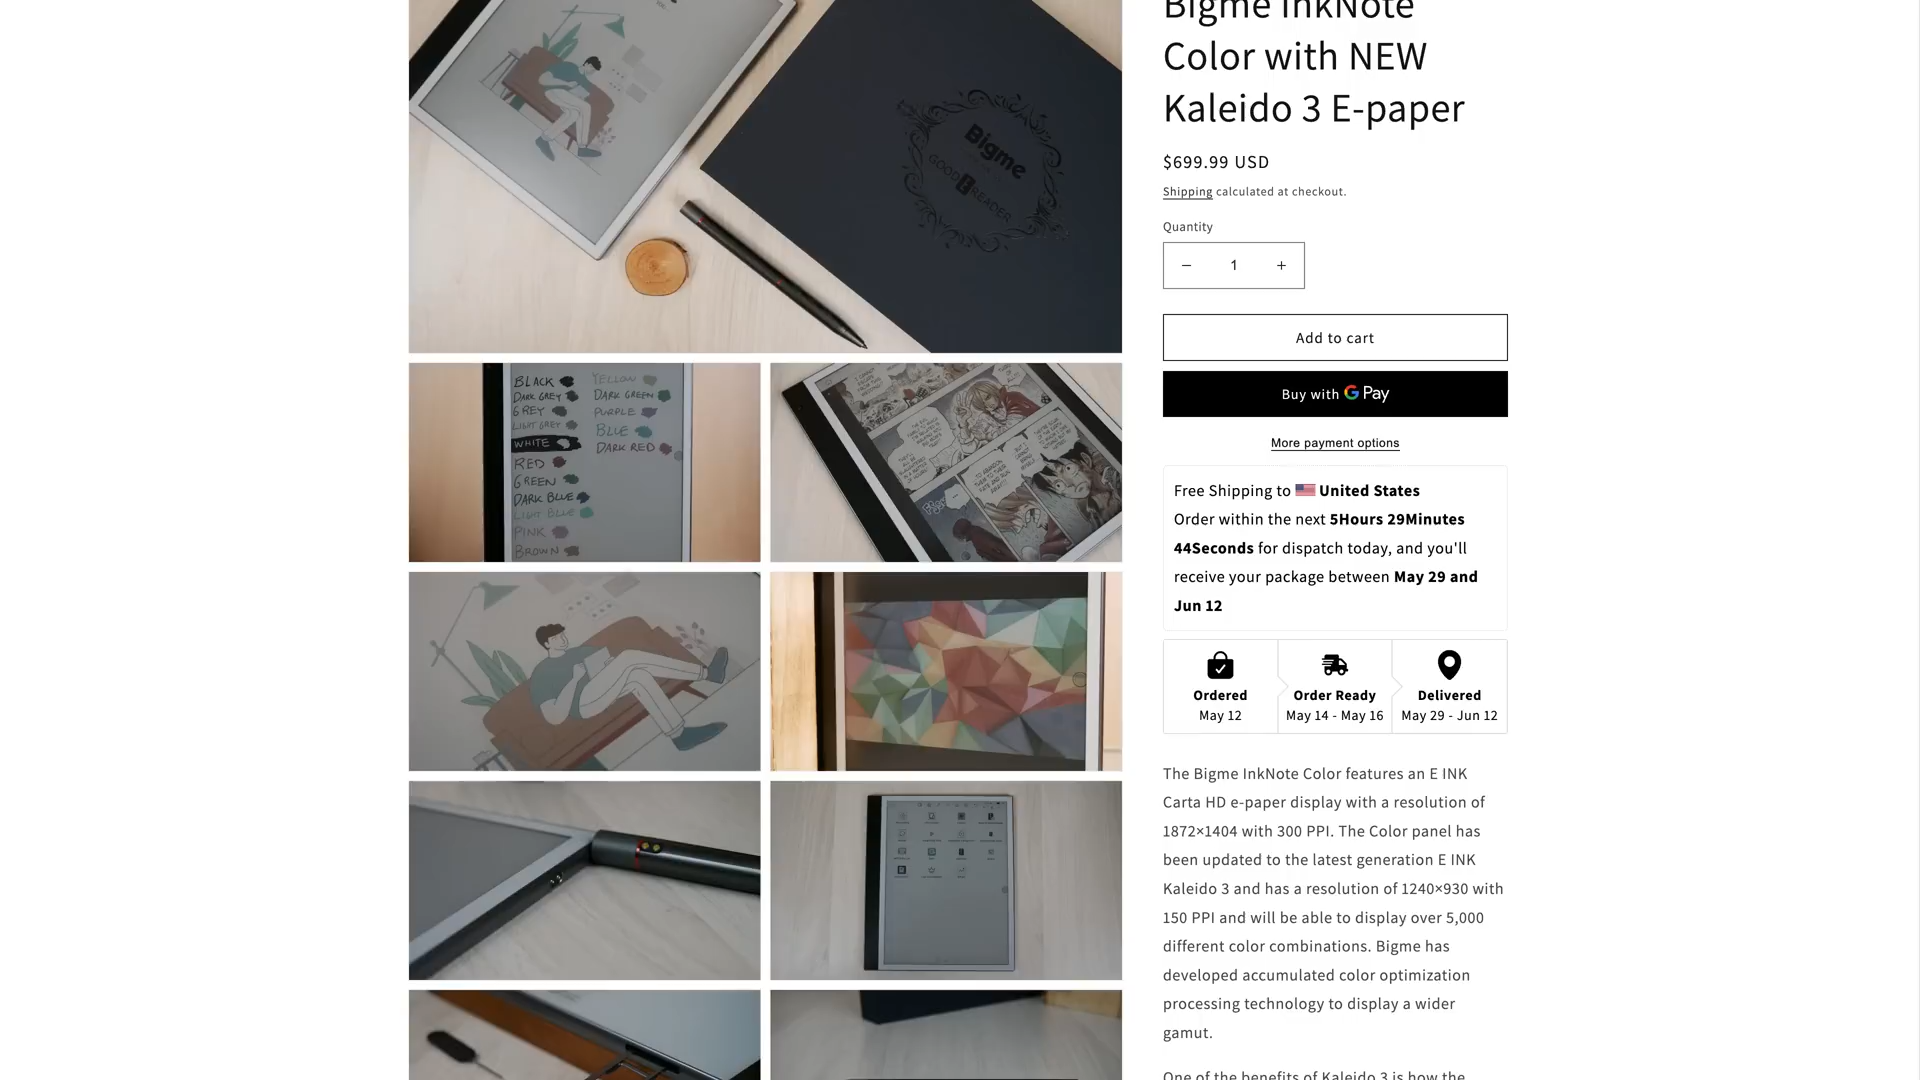 Bigme InkNote
Color with NEW
Kaleido 3 E-paper
$699.99 USD
Shipping calculated at checkout.
Quantity
− 1 +
Add to cart
Buy with G Pay
More payment options
Free Shipping to United States
Order within the next 5Hours 29Minutes
44Seconds for dispatch today, and you'll
receive your package between May 29 and
Jun 12
Ordered
May 12
Order Ready
May 14 - May 16
Delivered
May 29 - Jun 12
The Bigme InkNote Color features an E INK
Carta HD e-paper display with a resolution of
1872×1404 with 300 PPI. The Color panel has
been updated to the latest generation E INK
Kaleido 3 and has a resolution of 1240×930 with
150 PPI and will be able to display over 5,000
different color combinations. Bigme has
developed accumulated color optimization
processing technology to display a wider
gamut.
One of the benefits of Kaleido 3 is how the
Bigme
GOOD E READER
BLACK
DARK GREY
GREY
LIGHT GREY
WHITE
RED
GREEN
DARK BLUE
LIGHT BLUE
PINK
BROWN
YELLOW
DARK GREEN
PURPLE
BLUE
DARK RED